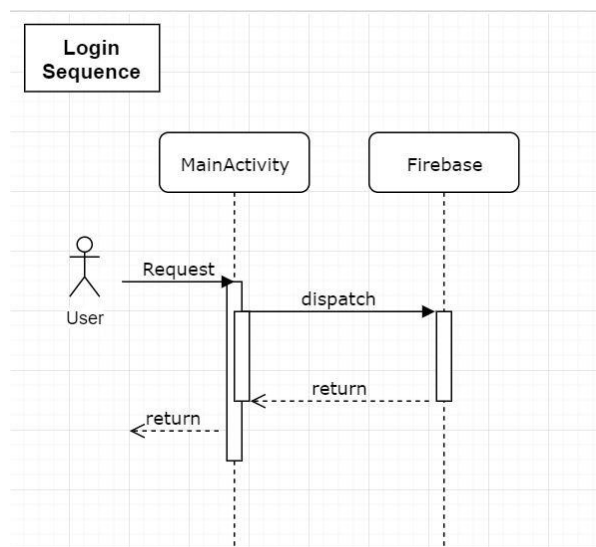 Login
Sequence
MainActivity
Firebase
Request
User
dispatch
return
return